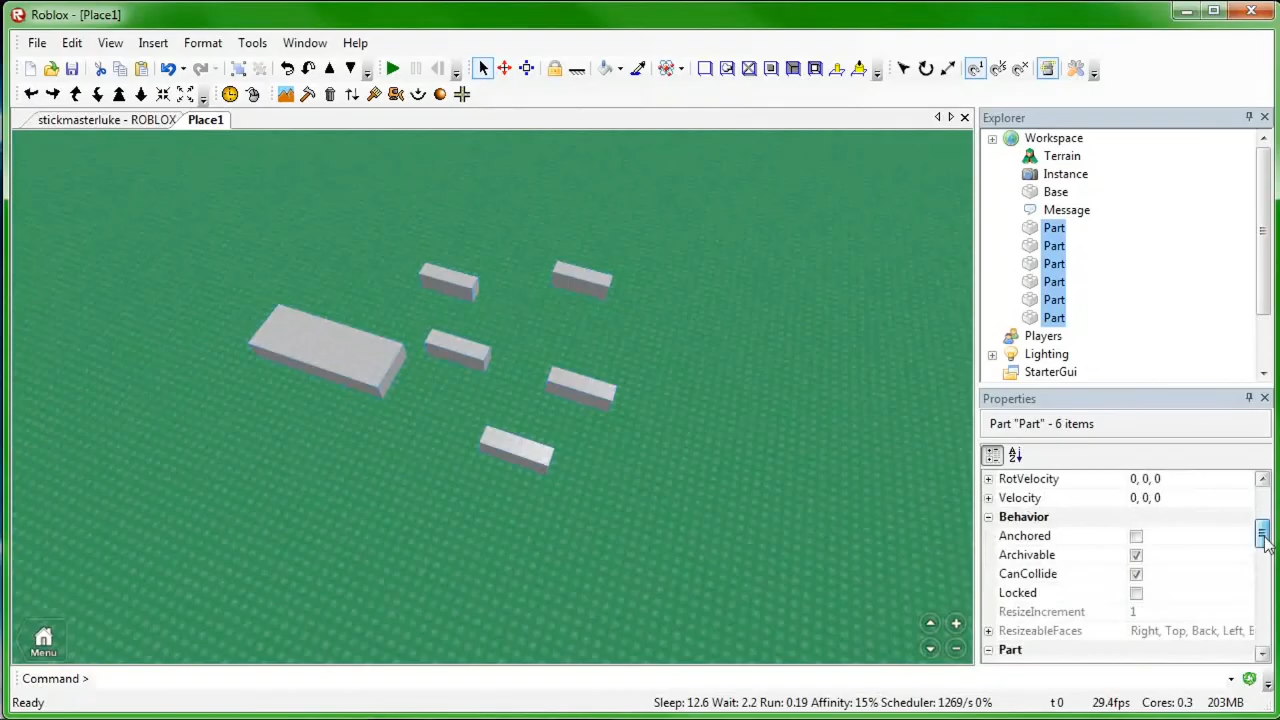 Roblox - [Place1]
File Edit View Insert Format Tools Window Help
stickmasterluke - ROBLOX Place1
Menu
Explorer
Workspace
Terrain
Instance
Base
Message
Part
Part
Part
Part
Part
Part
Players
Lighting
StarterGui
Properties
Part "Part" - 6 items
RotVelocity 0, 0, 0
Velocity 0, 0, 0
Behavior
Anchored
Archivable
CanCollide
Locked
ResizeIncrement 1
ResizeableFaces Right, Top, Back, Left, E
Part
Command >
Ready Sleep: 12.6 Wait: 2.2 Run: 0.19 Affinity: 15% Scheduler: 1269/s 0% t 0 29.4fps Cores: 0.3 203MB